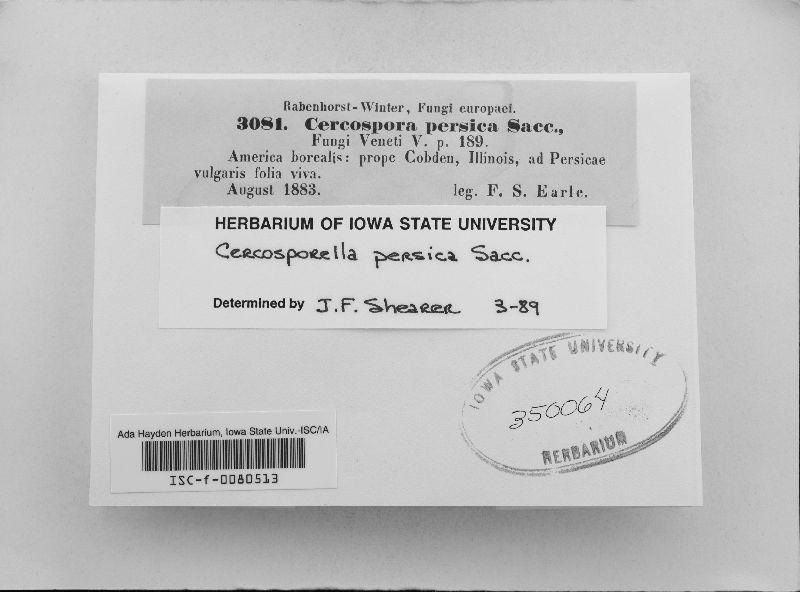 Rabenhorst-Winter, Fungi europaei.
3081. Cercospora persica Sacc.,
Fungi Veneti V. p. 189.
America borealis: prope Cobden, Illinois, ad Persicae
vulgaris folia viva.
August 1883. leg. F. S. Earle.
HERBARIUM OF IOWA STATE UNIVERSITY
Cercosporella persica Sacc.
Determined by J.F. Shearer 3-89
IOWA STATE UNIVERSITY
350064
HERBARIUM
Ada Hayden Herbarium, Iowa State Univ.-ISC/IA
ISC-f-0080513